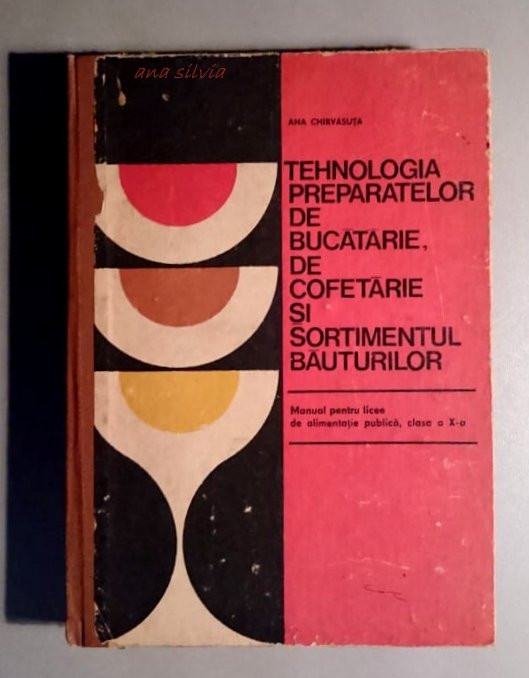 ana silvia
ANA CHIRVĂSUȚĂ
TEHNOLOGIA
PREPARATELOR
DE
BUCĂTĂRIE,
DE
COFETĂRIE
ȘI
SORTIMENTUL
BĂUTURILOR
Manual pentru licee
de alimentație publică, clasa a X-a